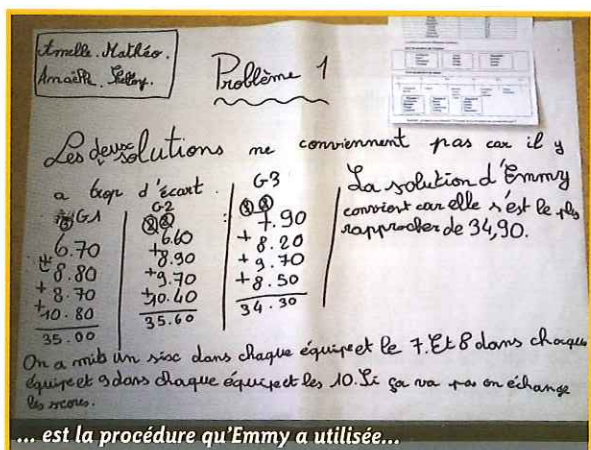 Amelle. Mathéo.
Anaëlle.
Problème 1
Les deux solutions ne conviennent pas car il y
a trop d'écart.
G1
6.70
+ 8.80
+ 8.70
+ 10.80
35.00
G2
6.60
+ 8.90
+ 9.70
+ 10.40
35.60
G3
7.90
+ 8.20
+ 9.70
+ 8.50
34.30
La solution d'Emmy
convient car elle s'est le plus
rapprocher de 34,90.
On a mis un six dans chaque équipe et le 7. Et 8 dans chaque
équipe et 9 dans chaque équipe et les 10. Si ça va pas on échange
les scores.
... est la procédure qu'Emmy a utilisée...